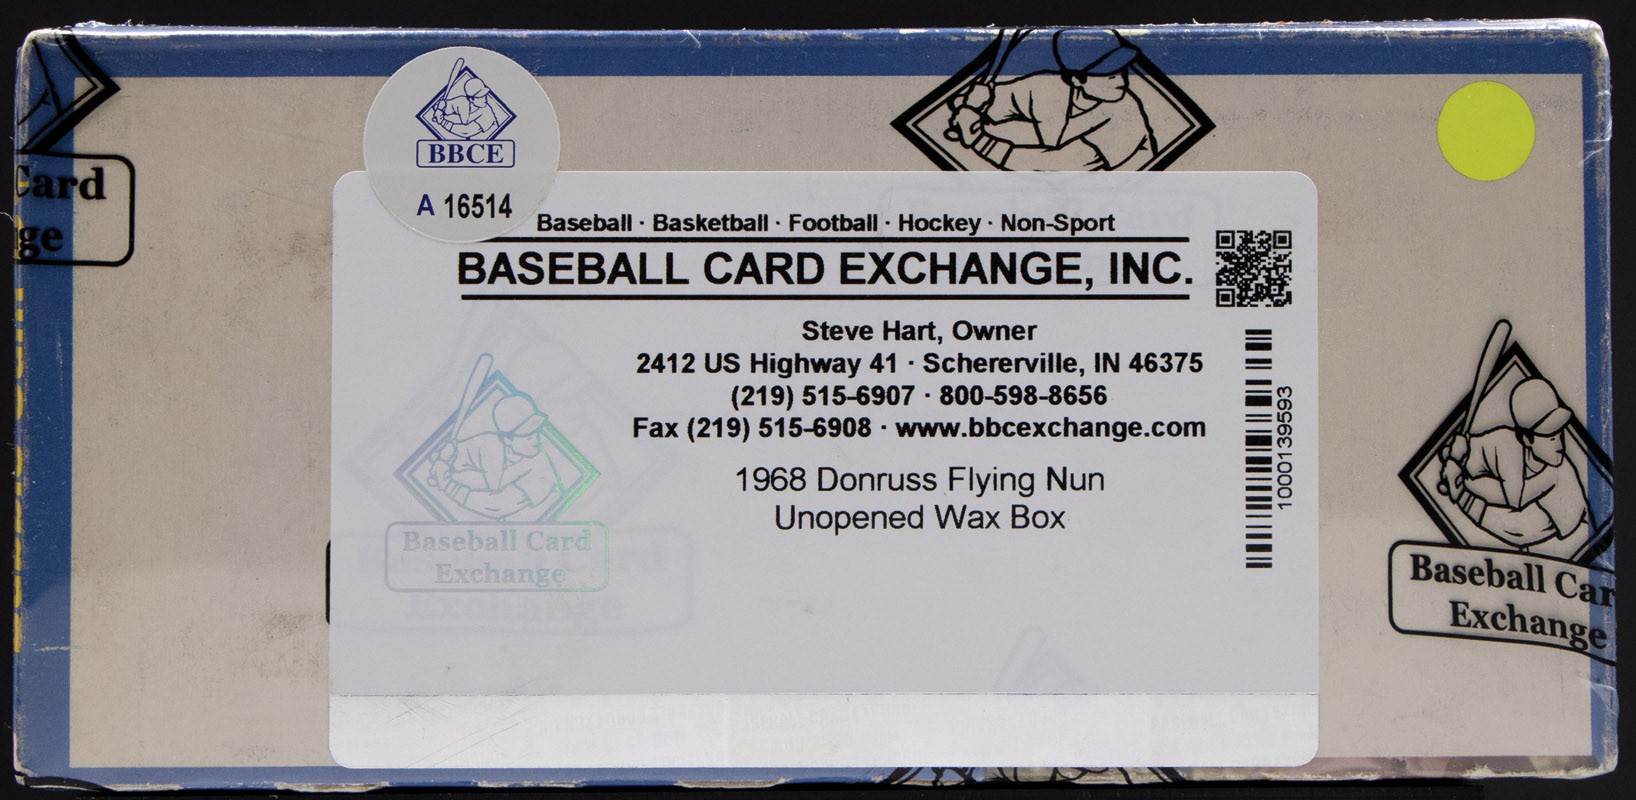 BBCE
A 16514
Card
ge
Baseball · Basketball · Football · Hockey · Non-Sport
BASEBALL CARD EXCHANGE, INC.
Steve Hart, Owner
2412 US Highway 41 · Schererville, IN 46375
(219) 515-6907 · 800-598-8656
Fax (219) 515-6908 · www.bbcexchange.com
1968 Donruss Flying Nun
Unopened Wax Box
1000139593
Baseball Card
Exchange
Baseball Car
Exchange